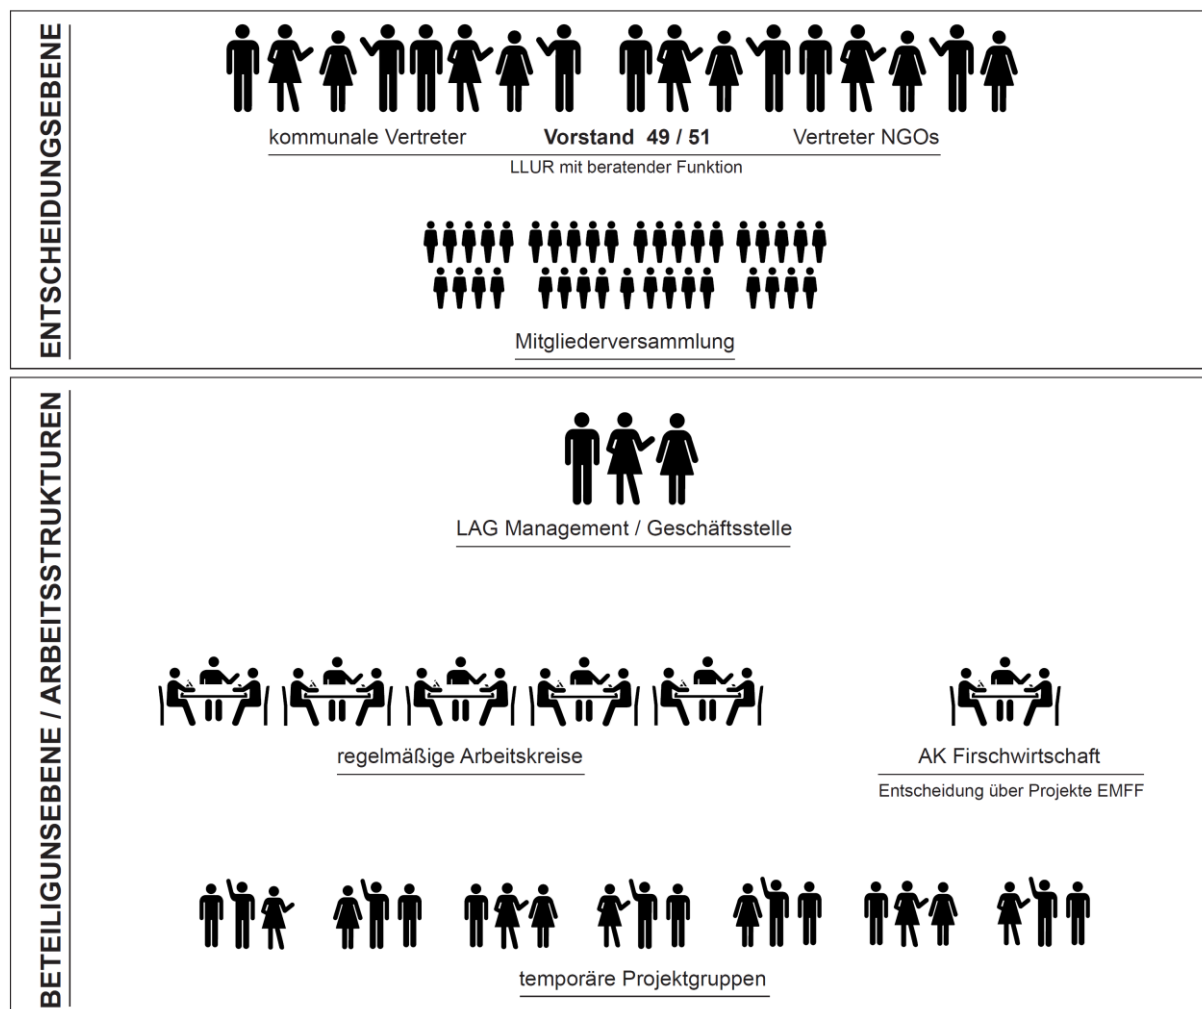 ENTSCHEIDUNGSEBENE
kommunale Vertreter
Vorstand 49 / 51
Vertreter NGOs
LLUR mit beratender Funktion
Mitgliederversammlung
BETEILIGUNSEBENE / ARBEITSSTRUKTUREN
LAG Management / Geschäftsstelle
regelmäßige Arbeitskreise
AK Firschwirtschaft
Entscheidung über Projekte EMFF
temporäre Projektgruppen